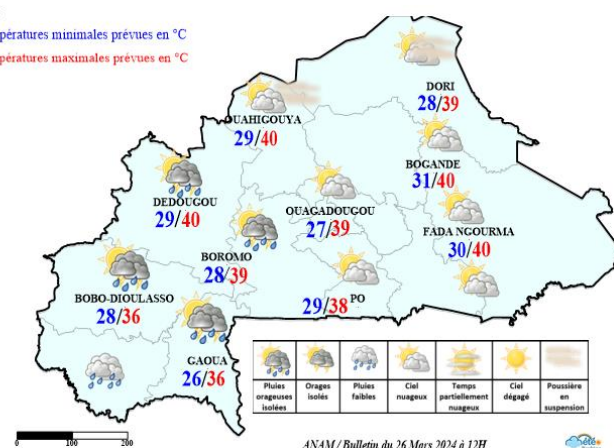 pératures minimales prévues en °C
pératures maximales prévues en °C
DORI
28/39
OUAHIGOUYA
29/40
BOGANDE
31/40
DEDOUGOU
29/40
OUAGADOUGOU
27/39
FADA NGOURMA
30/40
BOROMO
28/39
BOBO-DIOULASSO
28/36
29/38 PO
GAOUA
26/36
Pluies orageuses isolées
Orages isolés
Pluies faibles
Ciel nuageux
Temps partiellement nuageux
Ciel dégagé
Poussière en suspension
0 100 200
ANAM / Bulletin du 26 Mars 2024 à 12H